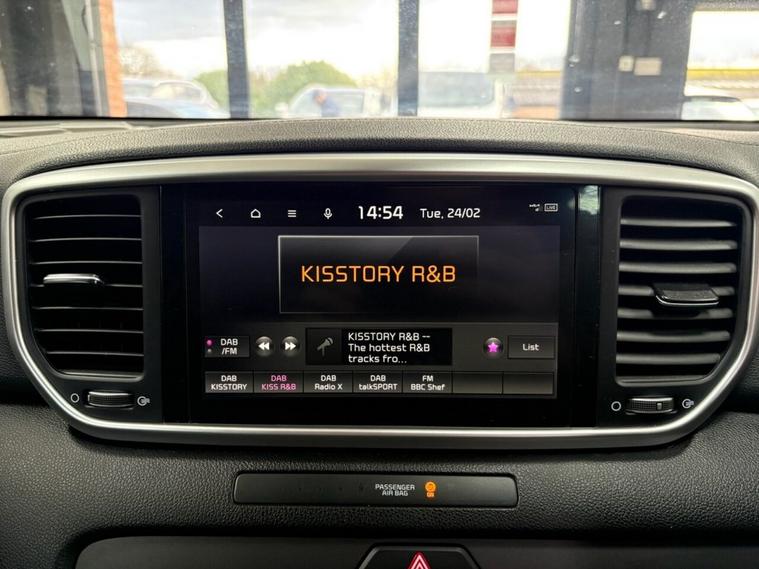 14:54 Tue, 24/02 LIVE
KISSTORY R&B
DAB
/FM
KISSTORY R&B --
The hottest R&B
tracks fro...
List
DAB
KISSTORY
DAB
KISS R&B
DAB
Radio X
DAB
talkSPORT
FM
BBC Shef
PASSENGER
AIR BAG
ON